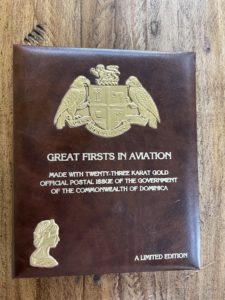 GREAT FIRSTS IN AVIATION
MADE WITH TWENTY-THREE KARAT GOLD
OFFICIAL POSTAL ISSUE OF THE GOVERNMENT
OF THE COMMONWEALTH OF DOMINICA
A LIMITED EDITION